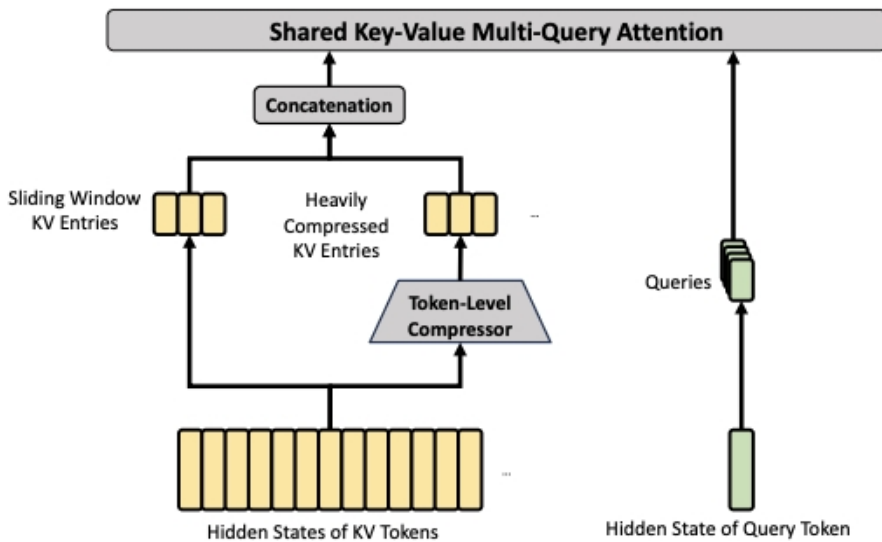 Shared Key-Value Multi-Query Attention
Concatenation
Sliding Window
KV Entries
Heavily
Compressed
KV Entries
...
Token-Level
Compressor
Queries
...
Hidden States of KV Tokens
Hidden State of Query Token